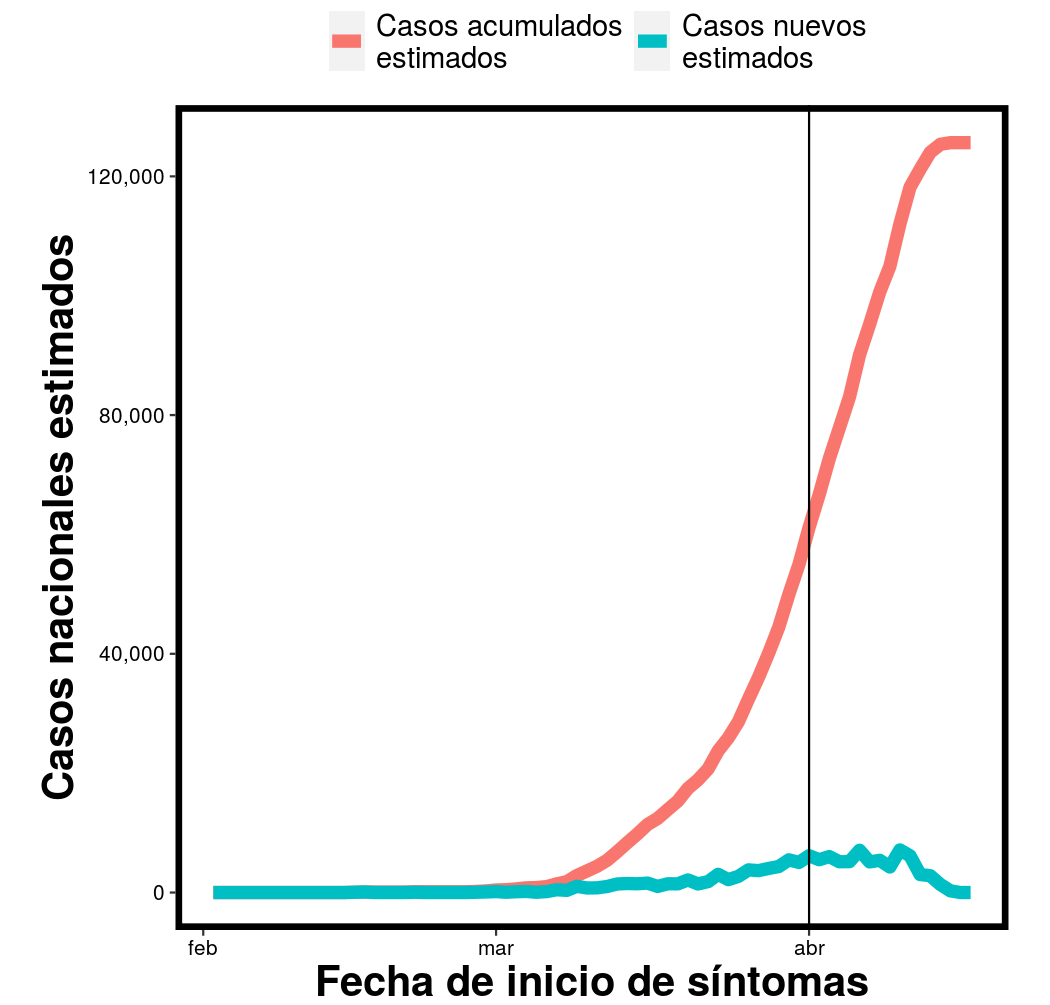 Casos acumulados
estimados
Casos nuevos
estimados
Casos nacionales estimados
120,000
80,000
40,000
0
feb
mar
abr
Fecha de inicio de síntomas